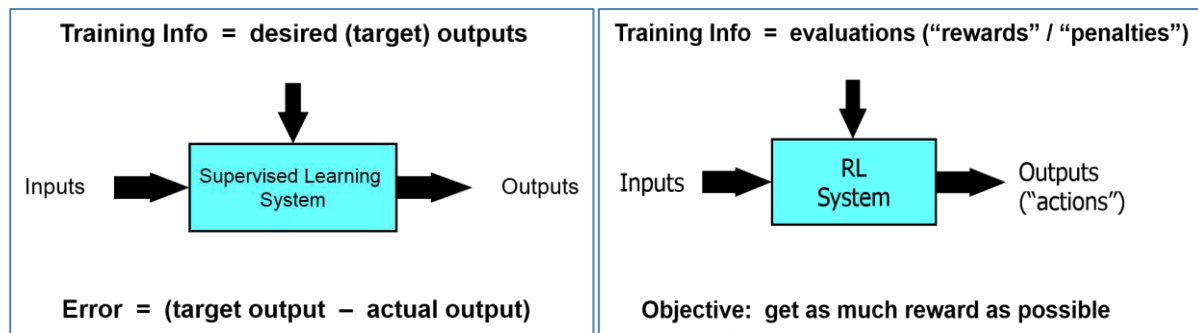 Training Info = desired (target) outputs
Inputs
Supervised Learning
System
Outputs
Error = (target output – actual output)
Training Info = evaluations (“rewards” / “penalties”)
Inputs
RL
System
Outputs
(“actions”)
Objective: get as much reward as possible